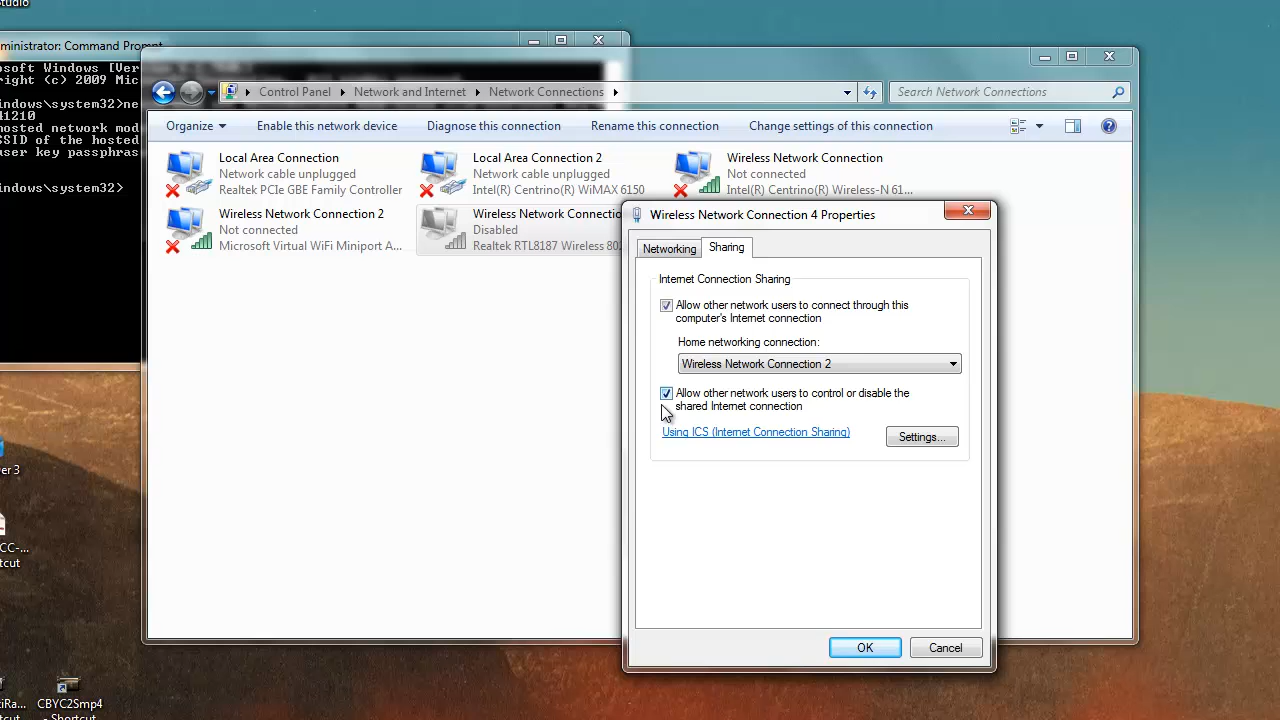 Studio
ministrator: Command Prompt
osoft Windows [Ver
right (c) 2009 Mic
indows\system32>ne
41210
hosted network mod
SSID of the hosted
user key passphras
indows\system32>
Control Panel Network and Internet Network Connections
Search Network Connections
Organize Enable this network device Diagnose this connection Rename this connection Change settings of this connection
Local Area Connection
Network cable unplugged
Realtek PCIe GBE Family Controller
Local Area Connection 2
Network cable unplugged
Intel(R) Centrino(R) WiMAX 6150
Wireless Network Connection
Not connected
Intel(R) Centrino(R) Wireless-N 61...
Wireless Network Connection 2
Not connected
Microsoft Virtual WiFi Miniport A...
Wireless Network Connectio
Disabled
Realtek RTL8187 Wireless 80
Wireless Network Connection 4 Properties
Networking Sharing
Internet Connection Sharing
Allow other network users to connect through this
computer's Internet connection
Home networking connection:
Wireless Network Connection 2
Allow other network users to control or disable the
shared Internet connection
Using ICS (Internet Connection Sharing)
Settings...
OK Cancel
ver 3
CC-...
tcut
iRa...
tcut
CBYC2Smp4
- Shortcut